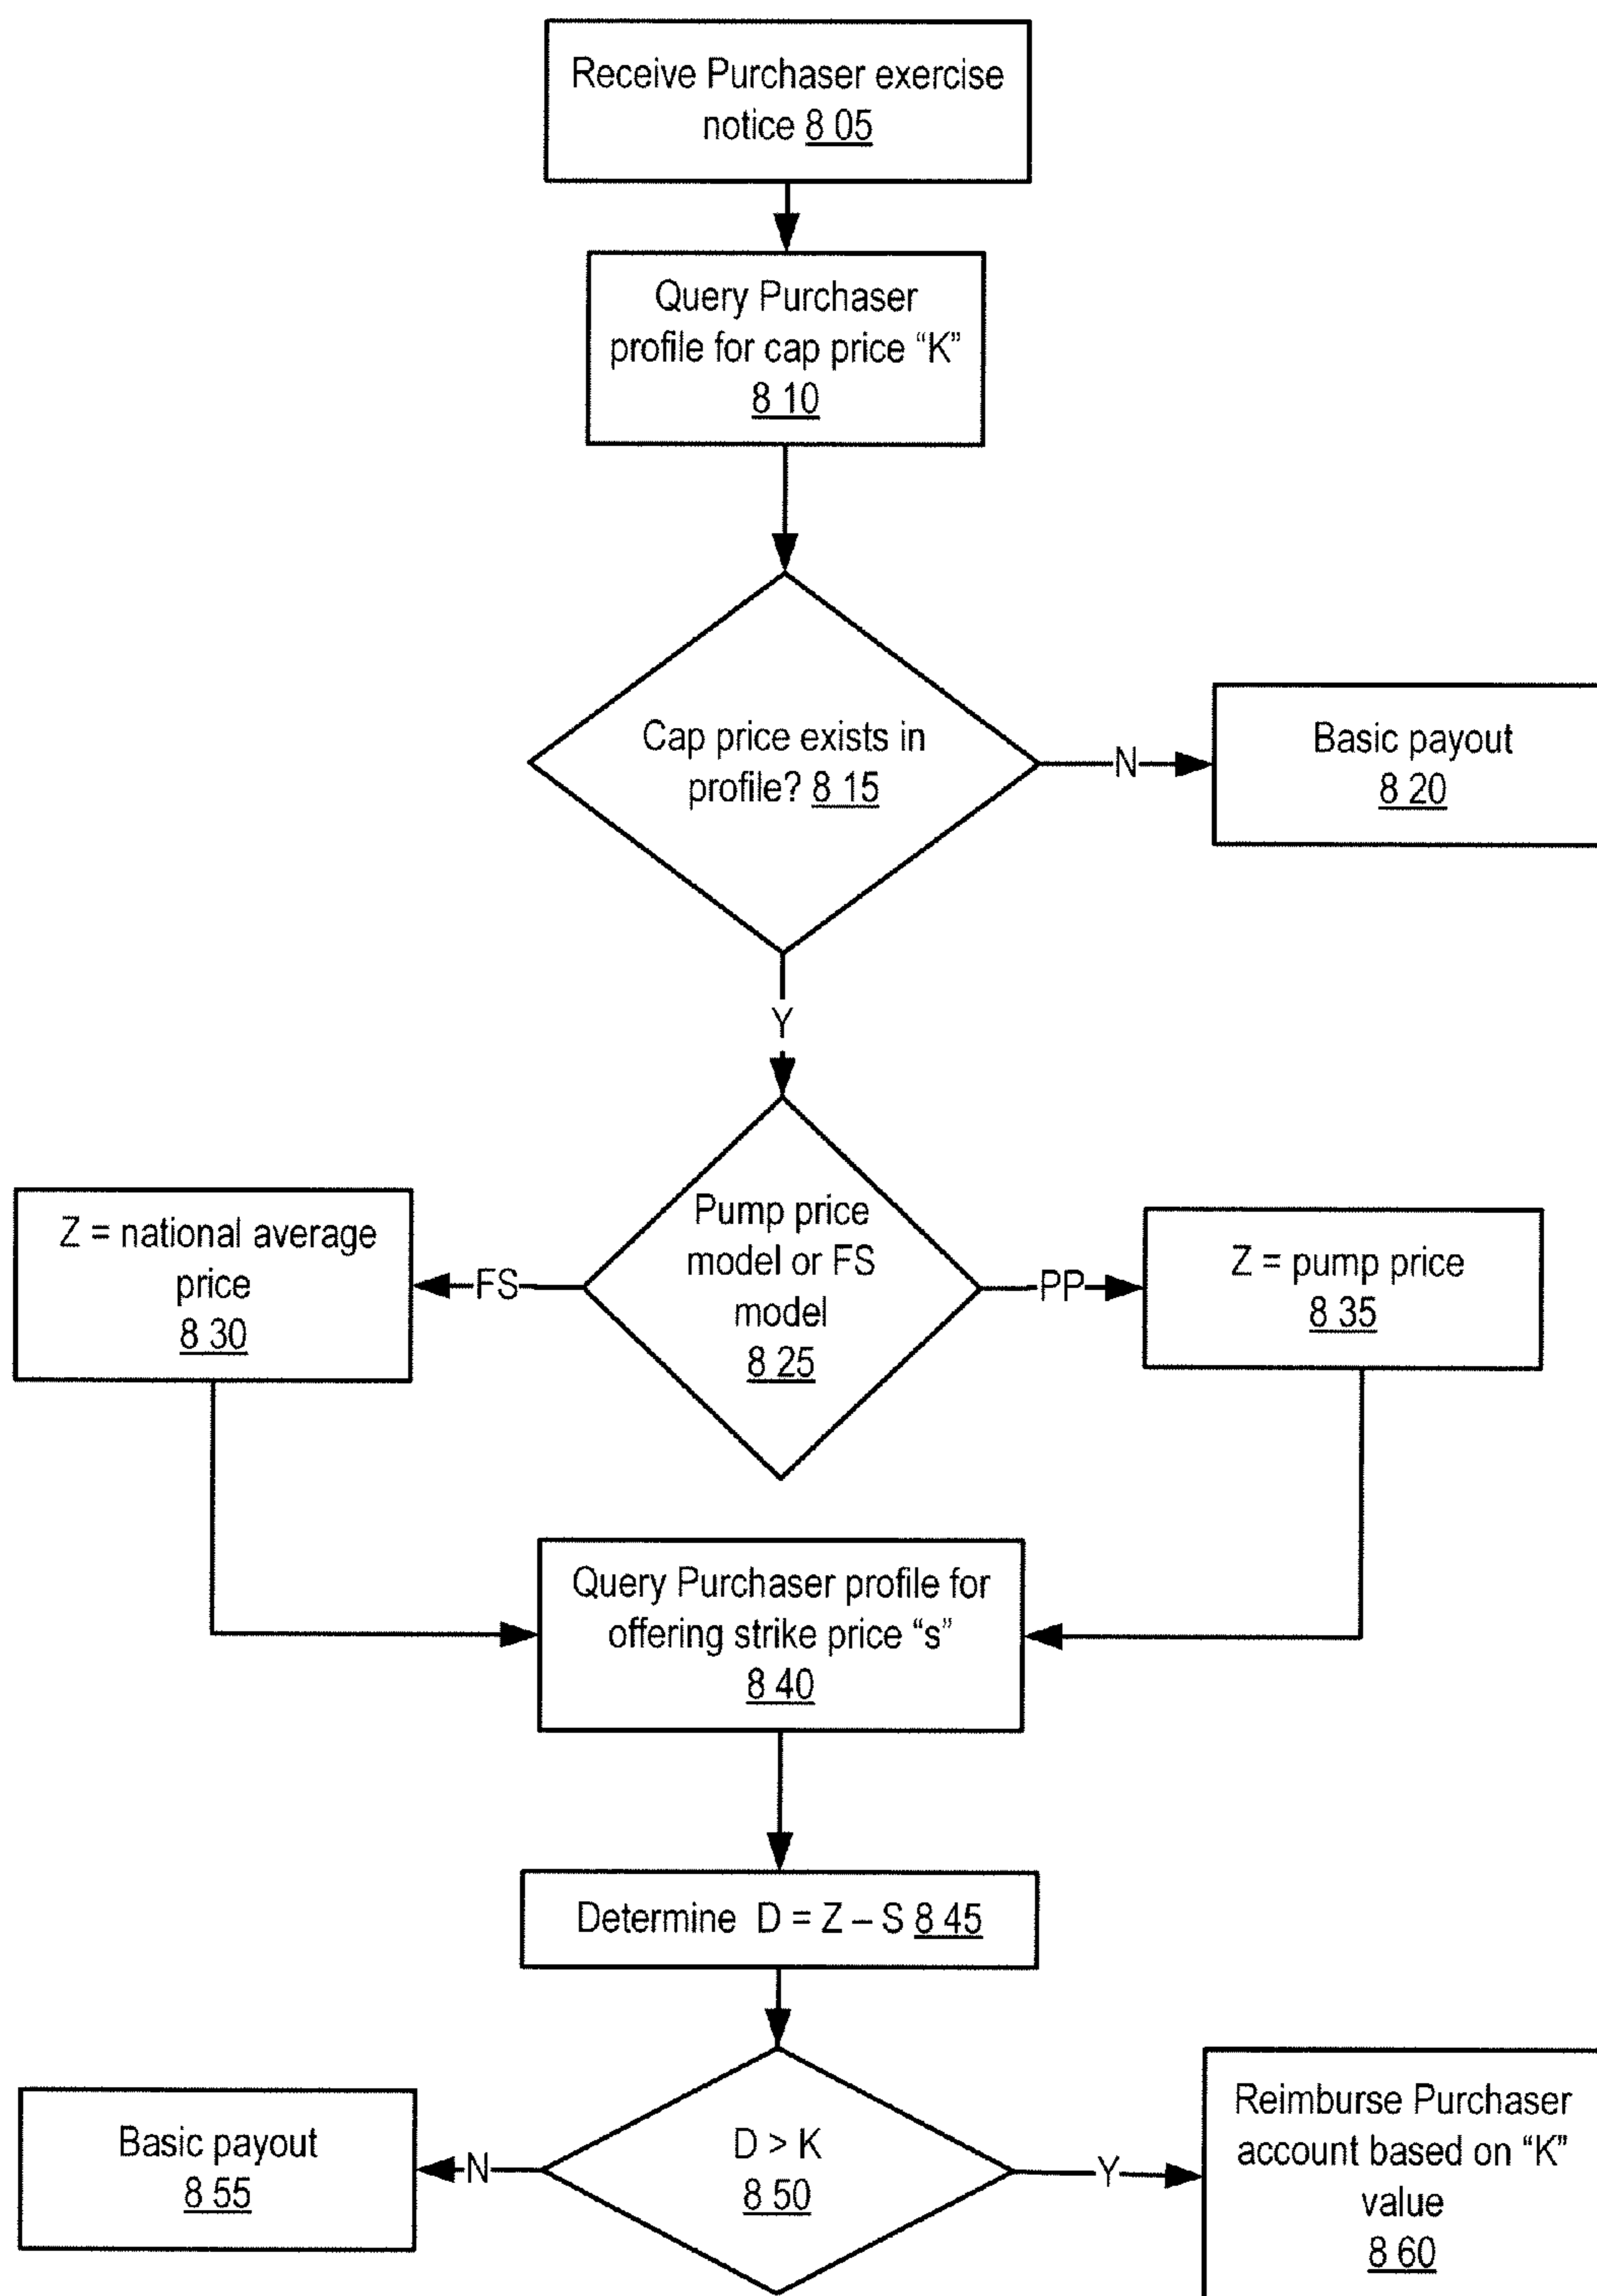 Receive Purchaser exercise
notice 8 05
Query Purchaser
profile for cap price “K”
8 10
Cap price exists in
profile? 8 15
N
Basic payout
8 20
Y
Z = national average
price
8 30
FS
Pump price
model or FS
model
8 25
PP
Z = pump price
8 35
Query Purchaser profile for
offering strike price “s”
8 40
Determine D = Z – S 8 45
Basic payout
8 55
N
D > K
8 50
Y
Reimburse Purchaser
account based on “K”
value
8 60